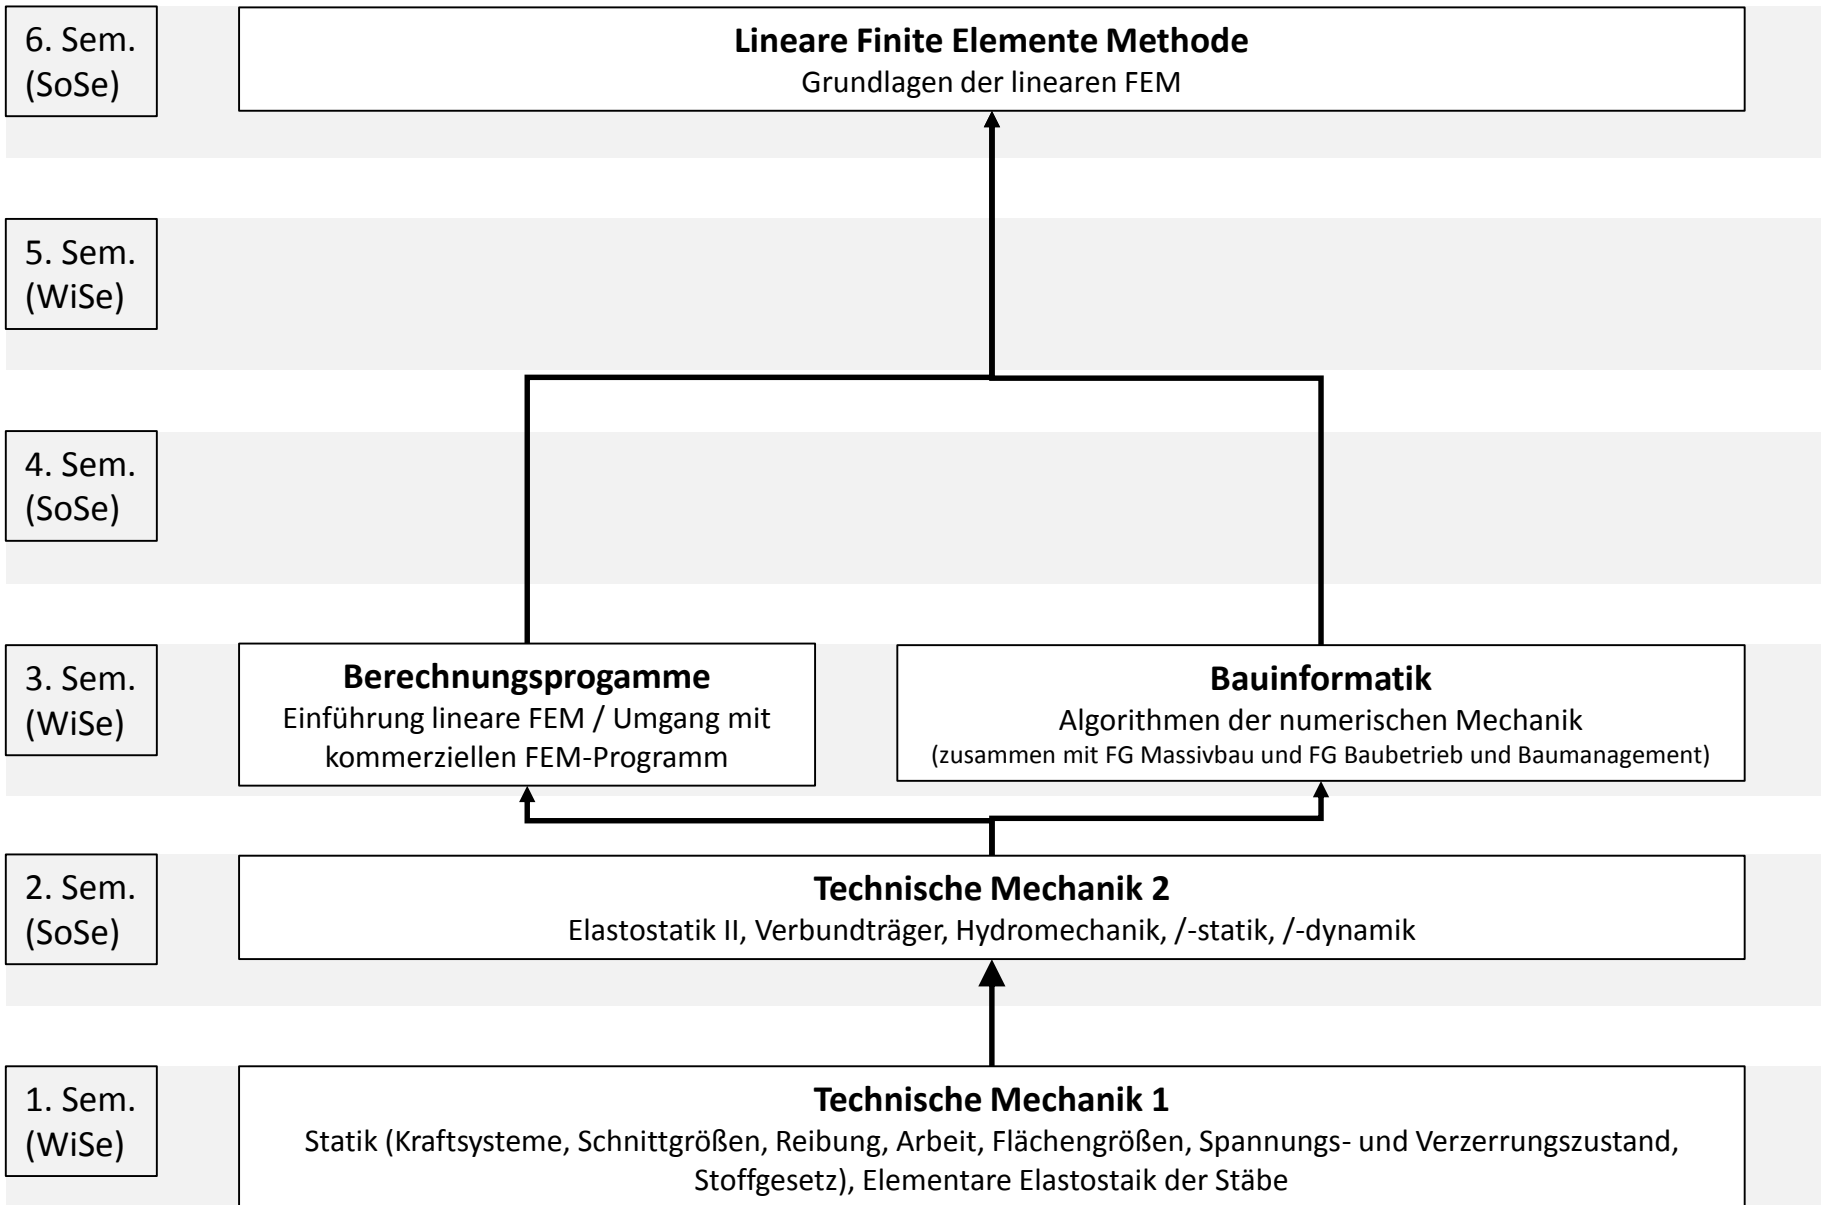 6. Sem.
(SoSe)
Lineare Finite Elemente Methode
Grundlagen der linearen FEM
5. Sem.
(WiSe)
4. Sem.
(SoSe)
3. Sem.
(WiSe)
Berechnungsprogamme
Einführung lineare FEM / Umgang mit
kommerziellen FEM-Programm
Bauinformatik
Algorithmen der numerischen Mechanik
(zusammen mit FG Massivbau und FG Baubetrieb und Baumanagement)
2. Sem.
(SoSe)
Technische Mechanik 2
Elastostatik II, Verbundträger, Hydromechanik, /-statik, /-dynamik
1. Sem.
(WiSe)
Technische Mechanik 1
Statik (Kraftsysteme, Schnittgrößen, Reibung, Arbeit, Flächengrößen, Spannungs- und Verzerrungszustand,
Stoffgesetz), Elementare Elastostaik der Stäbe